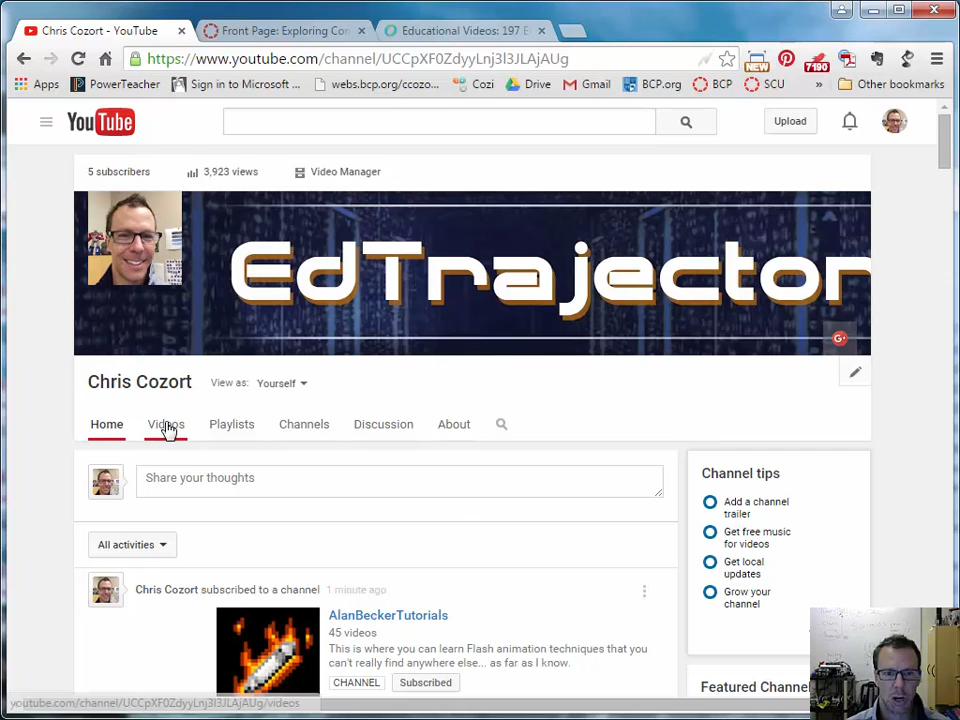 Chris Cozort - YouTube
Front Page: Exploring Con
Educational Videos: 197 E
https://www.youtube.com/channel/UCCpXF0ZdyyLnj3I3JLAjAUg
NEW
7190
Apps
PowerTeacher
Sign in to Microsoft ...
webs.bcp.org/ccozo...
Cozi
Drive
Gmail
BCP.org
BCP
SCU
»
Other bookmarks
YouTube
Upload
5 subscribers
3,923 views
Video Manager
EdTrajector
Chris Cozort
View as:
Yourself
Home
Videos
Playlists
Channels
Discussion
About
Share your thoughts
Channel tips
Add a channel
trailer
Get free music
for videos
Get local
updates
Grow your
channel
All activities
Chris Cozort subscribed to a channel
1 minute ago
AlanBeckerTutorials
45 videos
This is where you can learn Flash animation techniques that you
can't really find anywhere else... as far as I know.
CHANNEL
Subscribed
Featured Channel
youtube.com/channel/UCCpXF0ZdyyLnj3I3JLAjAUg/videos